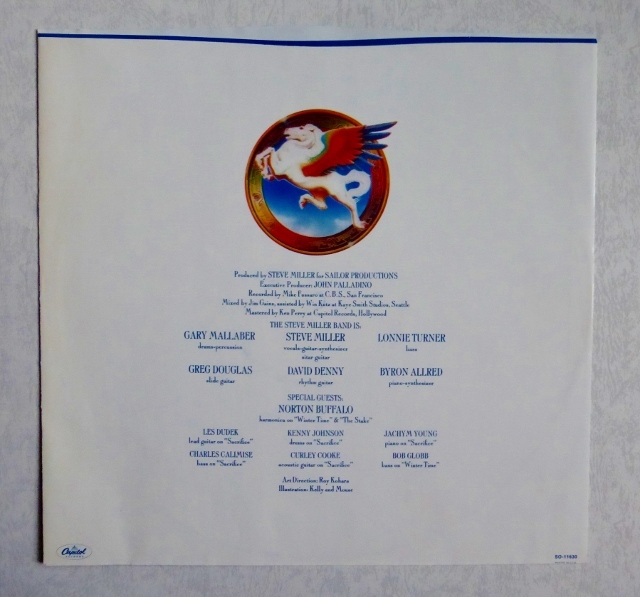 Produced by STEVE MILLER for SAILOR PRODUCTIONS
Executive Producer: JOHN PALLADINO
Recorded by Mike Fusaro at C.B.S., San Francisco
Mixed by Jim Gaines, assisted by Win Kutz at Kaye Smith Studios, Seattle
Mastered by Ken Perry at Capitol Records, Hollywood
THE STEVE MILLER BAND IS:
GARY MALLABER STEVE MILLER LONNIE TURNER
drums-percussion vocals-guitar-synthesizer bass
sitar guitar
GREG DOUGLAS DAVID DENNY BYRON ALLRED
slide guitar rhythm guitar piano-synthesizer
SPECIAL GUESTS:
NORTON BUFFALO
harmonica on "Winter Time" & "The Stake"
LES DUDEK KENNY JOHNSON JACHYM YOUNG
lead guitar on "Sacrifice" drums on "Sacrifice" piano on "Sacrifice"
CHARLES CALLMISE CURLEY COOKE BOB GLOBB
bass on "Sacrifice" acoustic guitar on "Sacrifice" bass on "Winter Time"
Art Direction: Roy Kohara
Illustration: Kelly and Mouse
Capitol
SO-11630